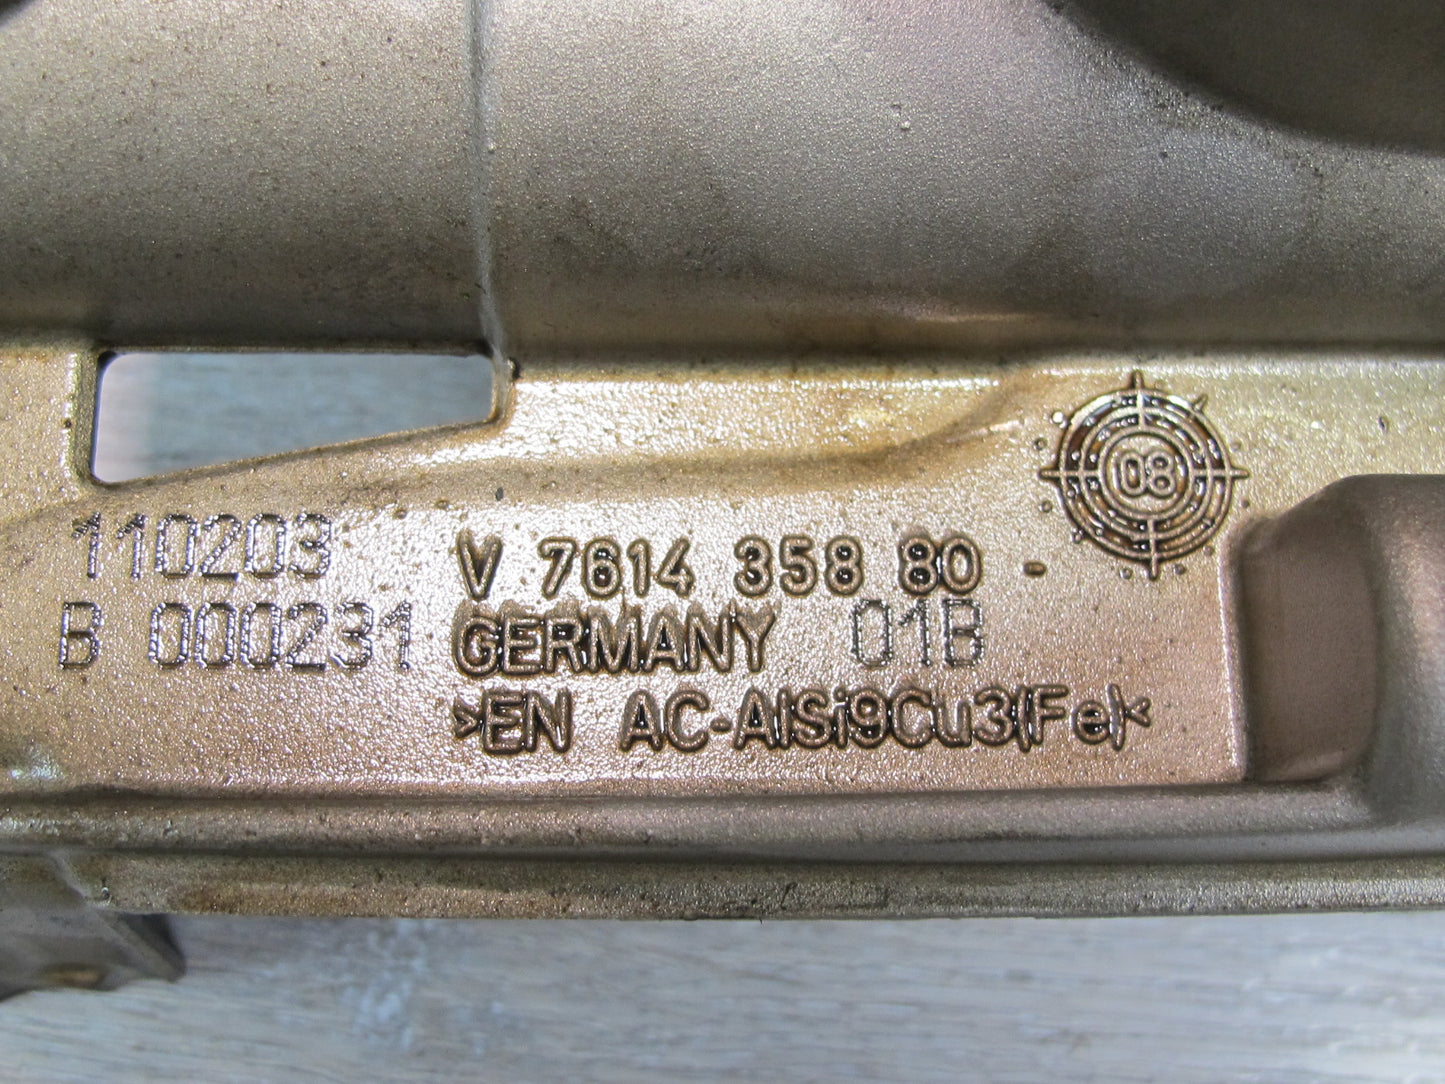 08
110203
V 7614 358 80 -
B 000231
GERMANY 01B
>EN AC-AlSi9Cu3(Fe)<